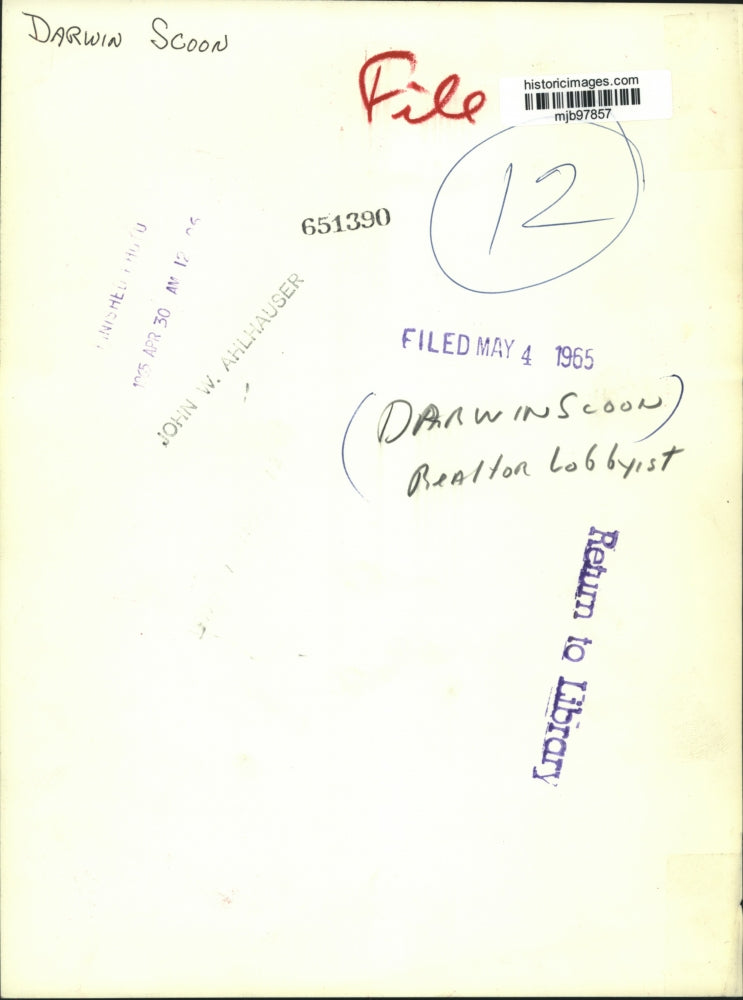 DARWIN SCOON
File
historicimages.com
mjb97857
12
651390
1965 APR 30 AM 12
JOHN W. AHLHAUSER
FILED MAY 4 1965
(DARWIN SCOON)
REALTOR LobbyisT
Return to Library